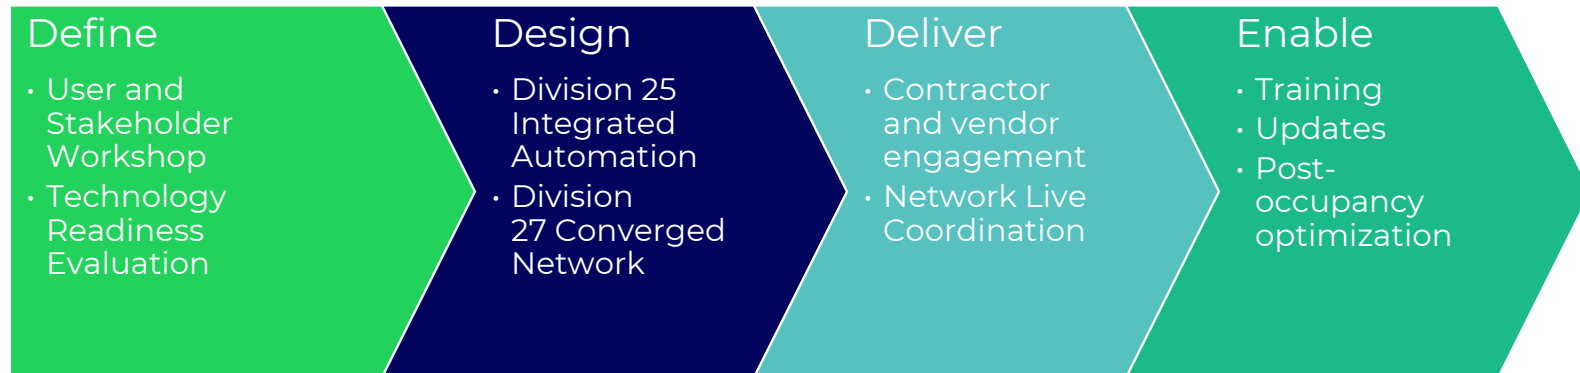 Define
• User and
Stakeholder
Workshop
• Technology
Readiness
Evaluation
Design
• Division 25
Integrated
Automation
• Division
27 Converged
Network
Deliver
• Contractor
and vendor
engagement
• Network Live
Coordination
Enable
• Training
• Updates
• Post-
occupancy
optimization